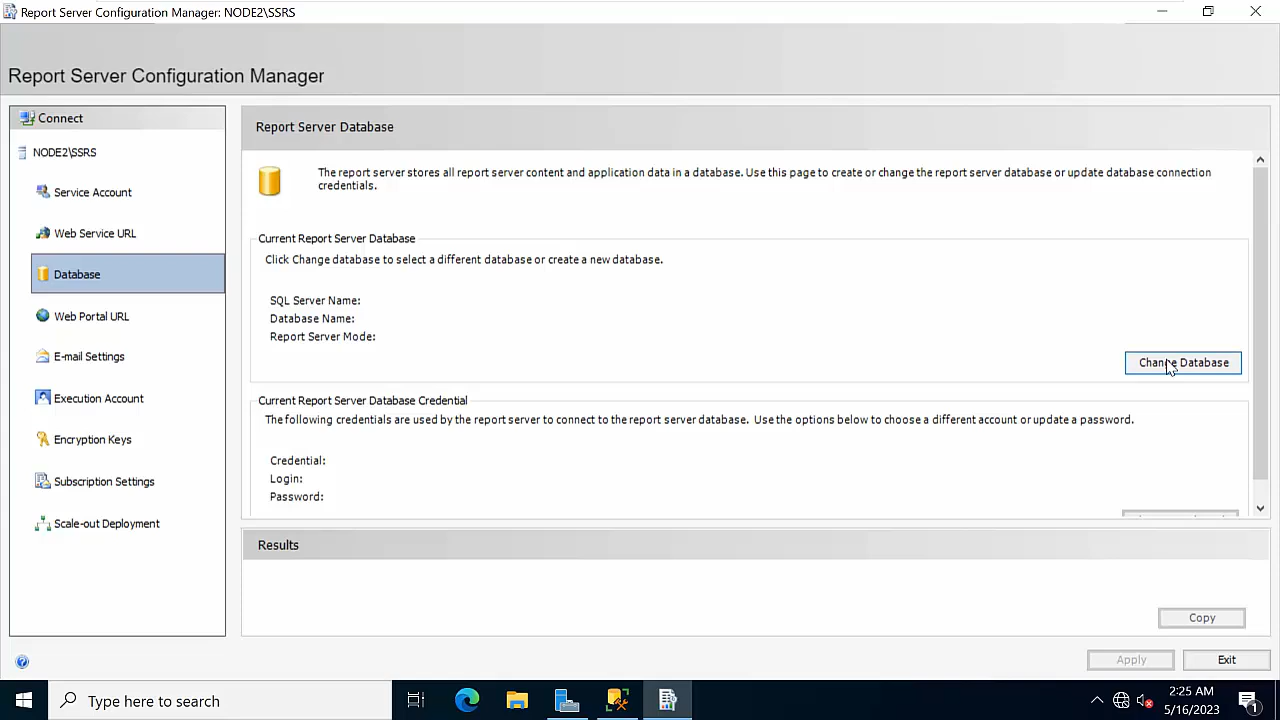 Report Server Configuration Manager: NODE2\SSRS
Report Server Configuration Manager
Connect
NODE2\SSRS
Service Account
Web Service URL
Database
Web Portal URL
E-mail Settings
Execution Account
Encryption Keys
Subscription Settings
Scale-out Deployment
Report Server Database
The report server stores all report server content and application data in a database. Use this page to create or change the report server database or update database connection
credentials.
Current Report Server Database
Click Change database to select a different database or create a new database.
SQL Server Name:
Database Name:
Report Server Mode:
Change Database
Current Report Server Database Credential
The following credentials are used by the report server to connect to the report server database.  Use the options below to choose a different account or update a password.
Credential:
Login:
Password:
Results
Copy
Apply
Exit
Type here to search
2:25 AM
5/16/2023
1